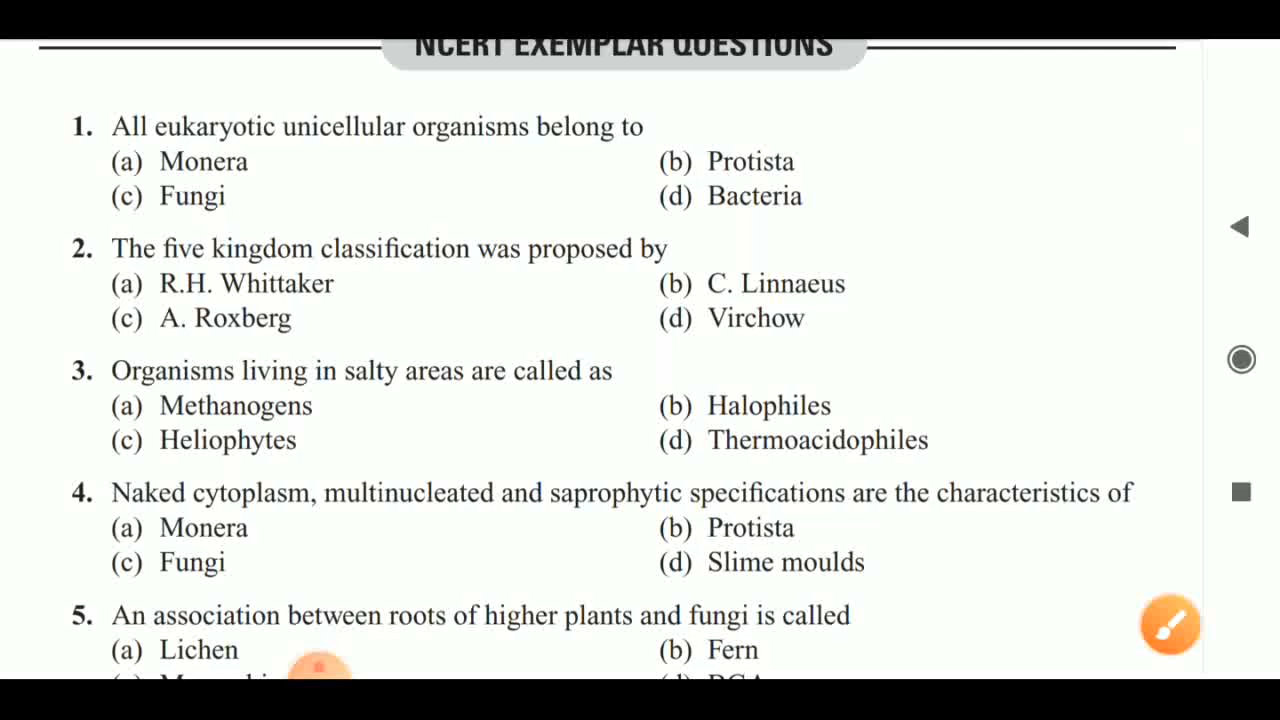 NCERT EXEMPLAR QUESTIONS
1. All eukaryotic unicellular organisms belong to
(a) Monera (b) Protista
(c) Fungi (d) Bacteria
2. The five kingdom classification was proposed by
(a) R.H. Whittaker (b) C. Linnaeus
(c) A. Roxberg (d) Virchow
3. Organisms living in salty areas are called as
(a) Methanogens (b) Halophiles
(c) Heliophytes (d) Thermoacidophiles
4. Naked cytoplasm, multinucleated and saprophytic specifications are the characteristics of
(a) Monera (b) Protista
(c) Fungi (d) Slime moulds
5. An association between roots of higher plants and fungi is called
(a) Lichen (b) Fern